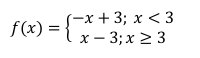 f(x) = {−x + 3; x < 3
x − 3; x ≥ 3